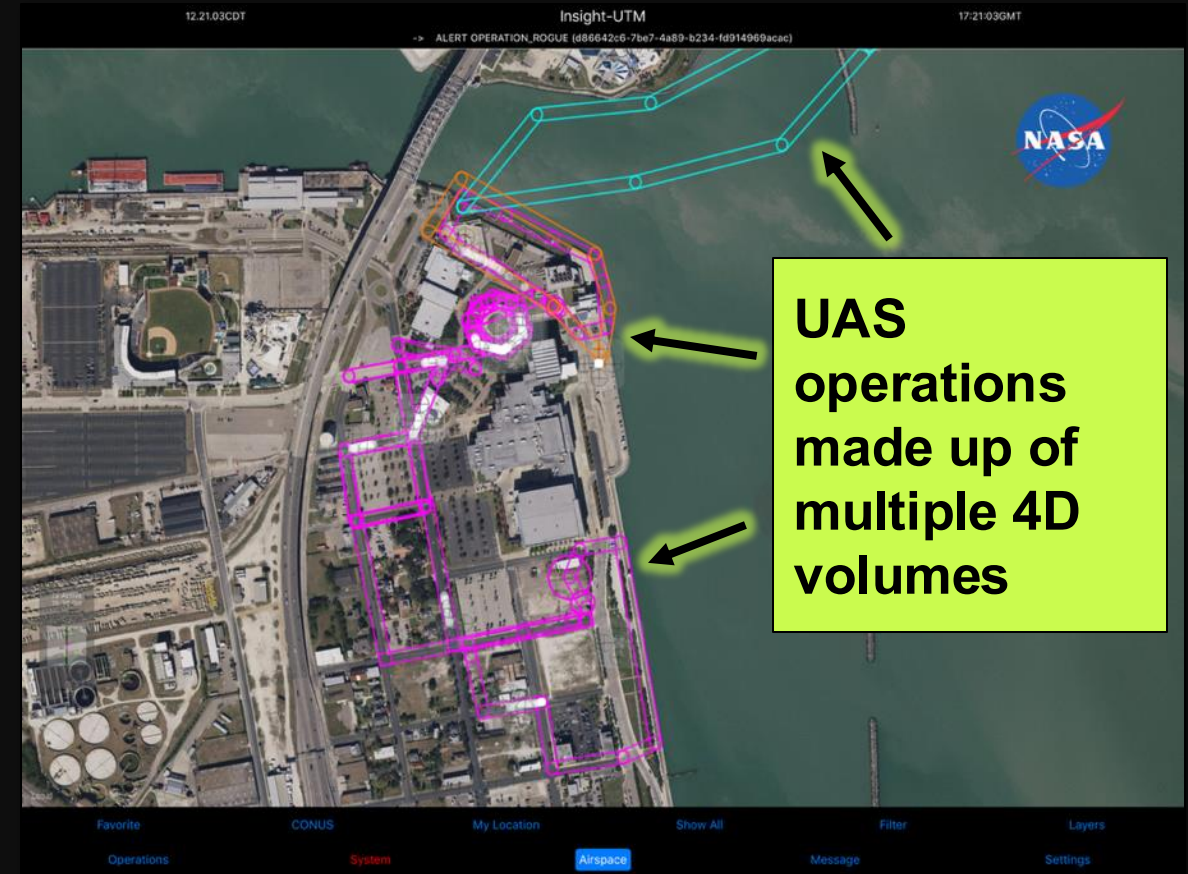 12.21.03CDT
Insight-UTM
17:21:03GMT
-> ALERT OPERATION_ROGUE (d86642c6-7be7-4a89-b234-fd914969acac)
NASA
UAS
operations
made up of
multiple 4D
volumes
Favorite
CONUS
My Location
Show All
Filter
Layers
Operations
System
Airspace
Message
Settings